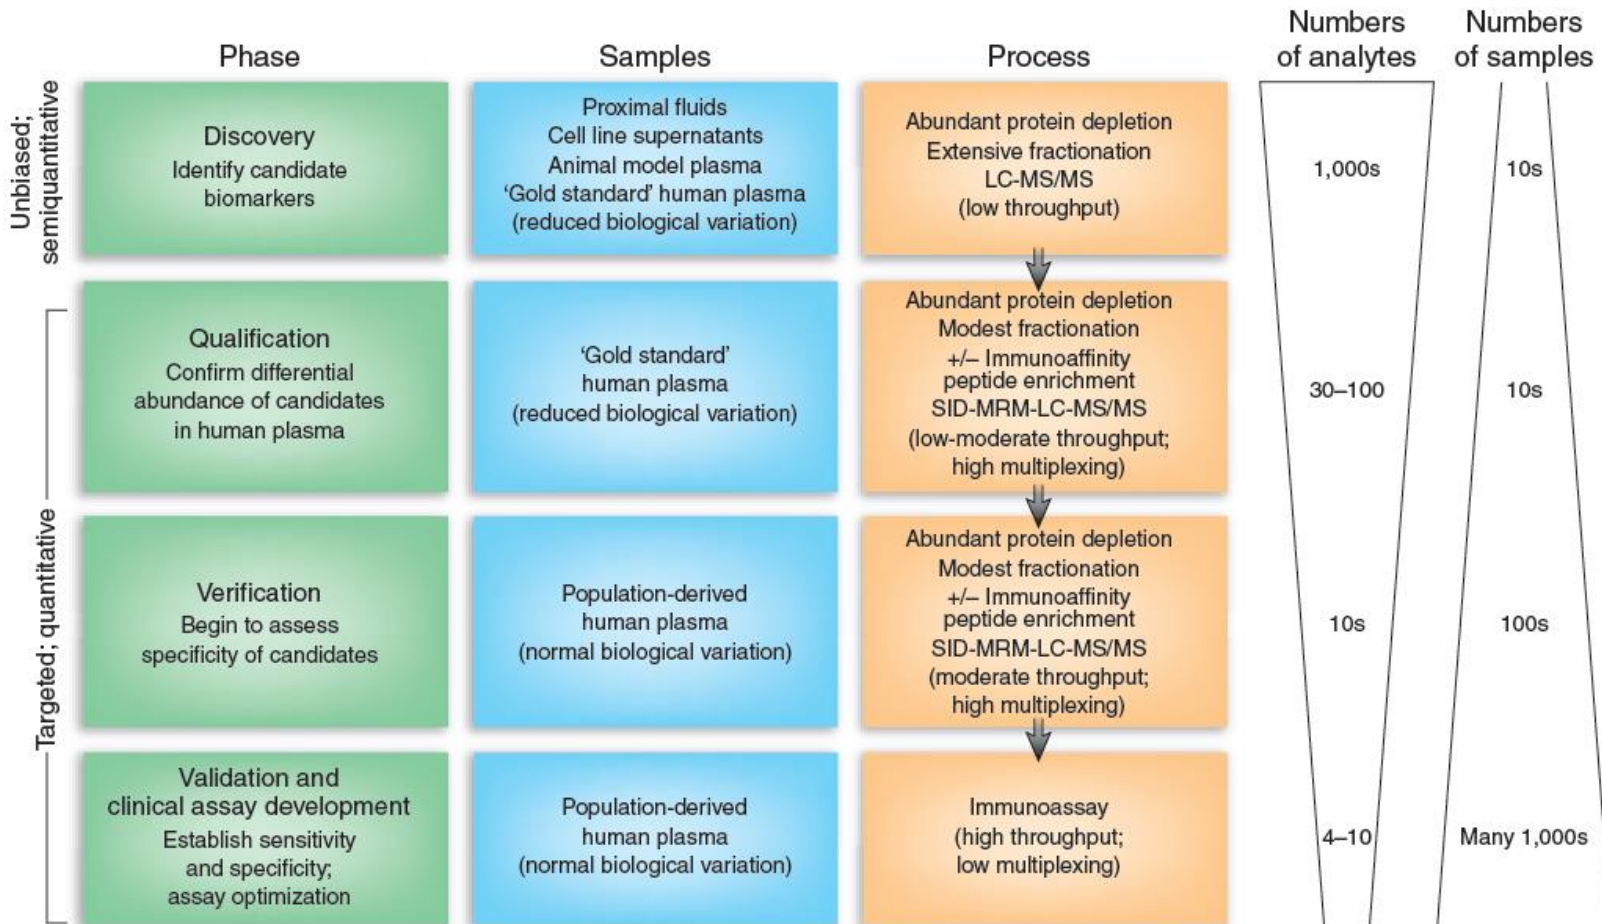 Numbers
of analytes
Numbers
of samples
Phase
Samples
Process
Unbiased;
semiquantitative
Discovery
Identify candidate
biomarkers
Proximal fluids
Cell line supernatants
Animal model plasma
‘Gold standard’ human plasma
(reduced biological variation)
Abundant protein depletion
Extensive fractionation
LC-MS/MS
(low throughput)
1,000s
10s
Targeted; quantitative
Qualification
Confirm differential
abundance of candidates
in human plasma
‘Gold standard’
human plasma
(reduced biological variation)
Abundant protein depletion
Modest fractionation
+/– Immunoaffinity
peptide enrichment
SID-MRM-LC-MS/MS
(low-moderate throughput;
high multiplexing)
30–100
10s
Verification
Begin to assess
specificity of candidates
Population-derived
human plasma
(normal biological variation)
Abundant protein depletion
Modest fractionation
+/– Immunoaffinity
peptide enrichment
SID-MRM-LC-MS/MS
(moderate throughput;
high multiplexing)
10s
100s
Validation and
clinical assay development
Establish sensitivity
and specificity;
assay optimization
Population-derived
human plasma
(normal biological variation)
Immunoassay
(high throughput;
low multiplexing)
4–10
Many 1,000s